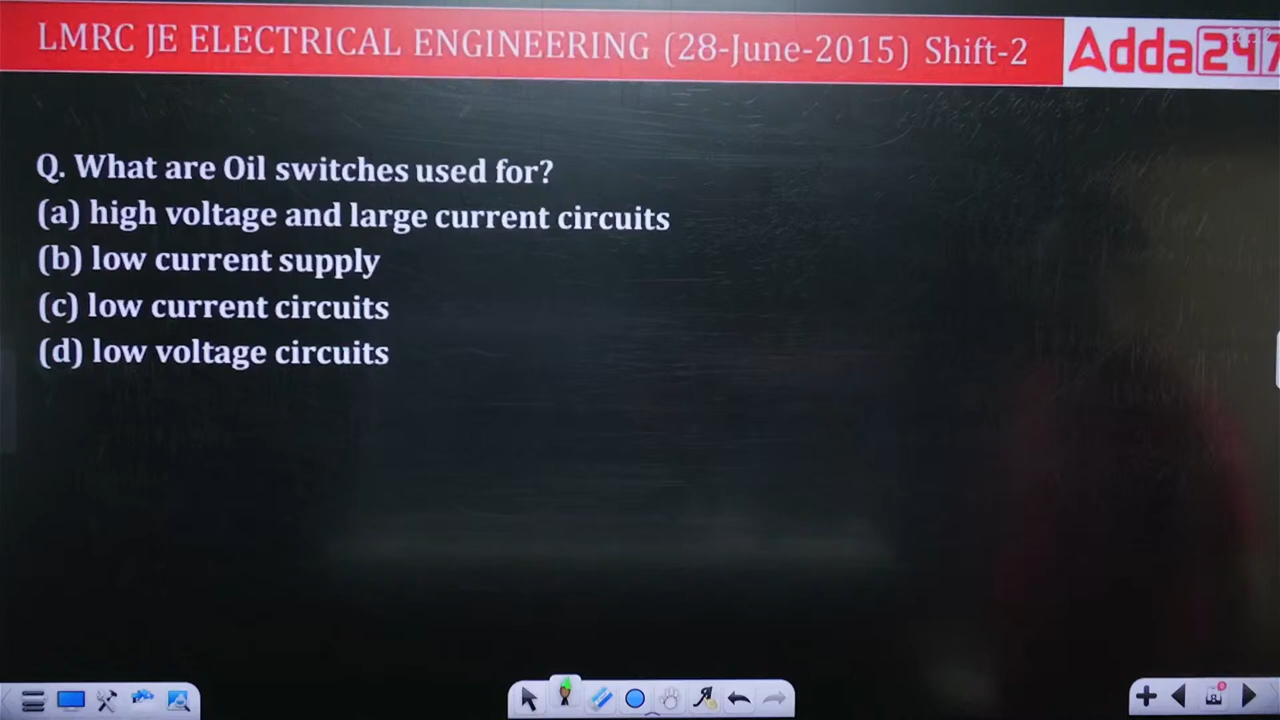 LMRC JE ELECTRICAL ENGINEERING (28-June-2015) Shift-2
Adda247
Q. What are Oil switches used for?
(a) high voltage and large current circuits
(b) low current supply
(c) low current circuits
(d) low voltage circuits